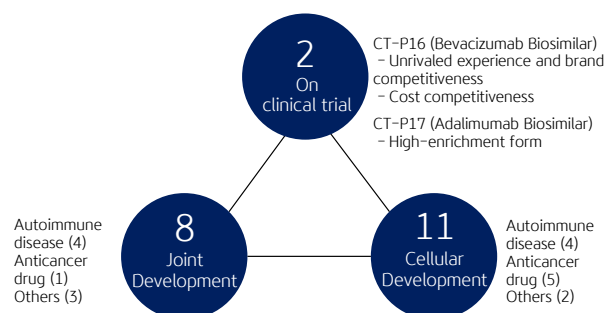 2
On
clinical trial
CT-P16 (Bevacizumab Biosimilar)
- Unrivaled experience and brand
competitiveness
- Cost competitiveness
CT-P17 (Adalimumab Biosimilar)
- High-enrichment form
Autoimmune
disease (4)
Anticancer
drug (1)
Others (3)
8
Joint
Development
11
Cellular
Development
Autoimmune
disease (4)
Anticancer
drug (5)
Others (2)